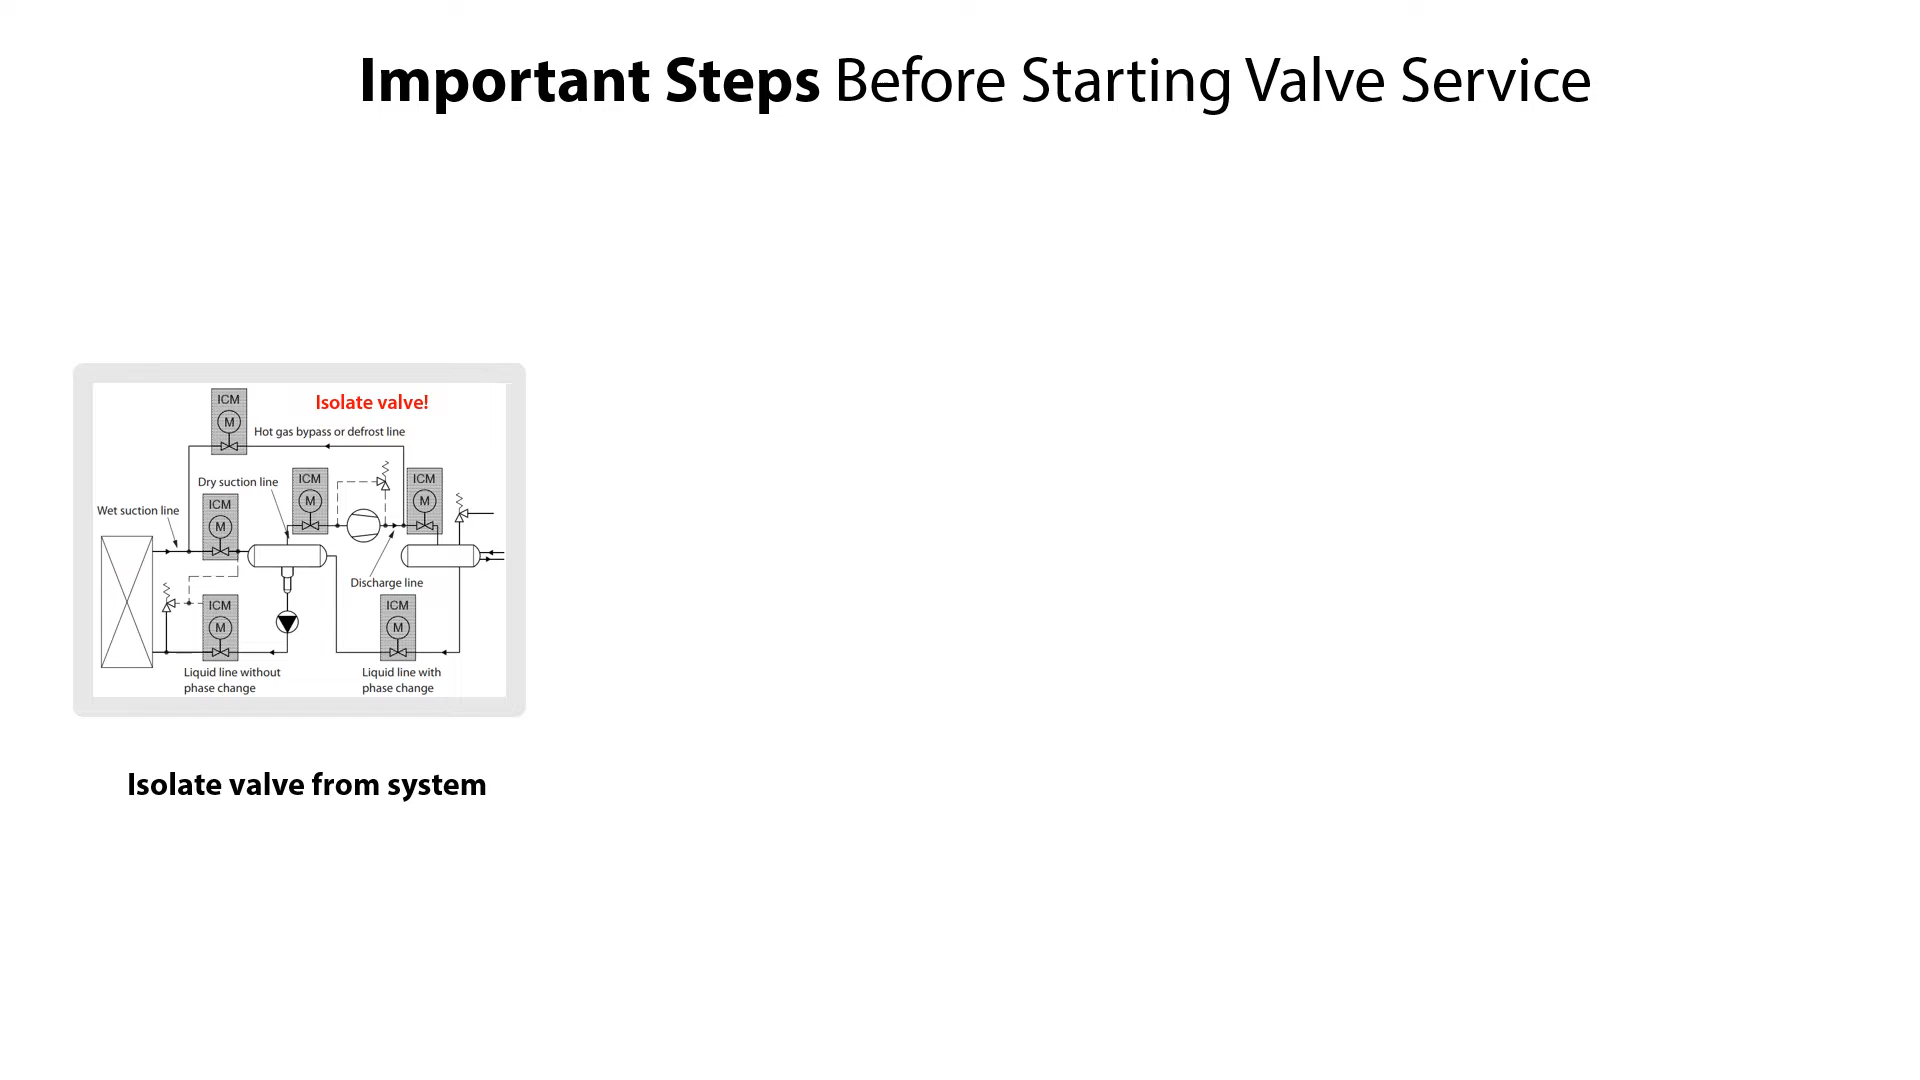 Important Steps Before Starting Valve Service
ICM
M
Isolate valve!
Hot gas bypass or defrost line
Dry suction line
ICM
M
ICM
M
Wet suction line
ICM
M
Discharge line
ICM
M
ICM
M
Liquid line without
phase change
Liquid line with
phase change
Isolate valve from system